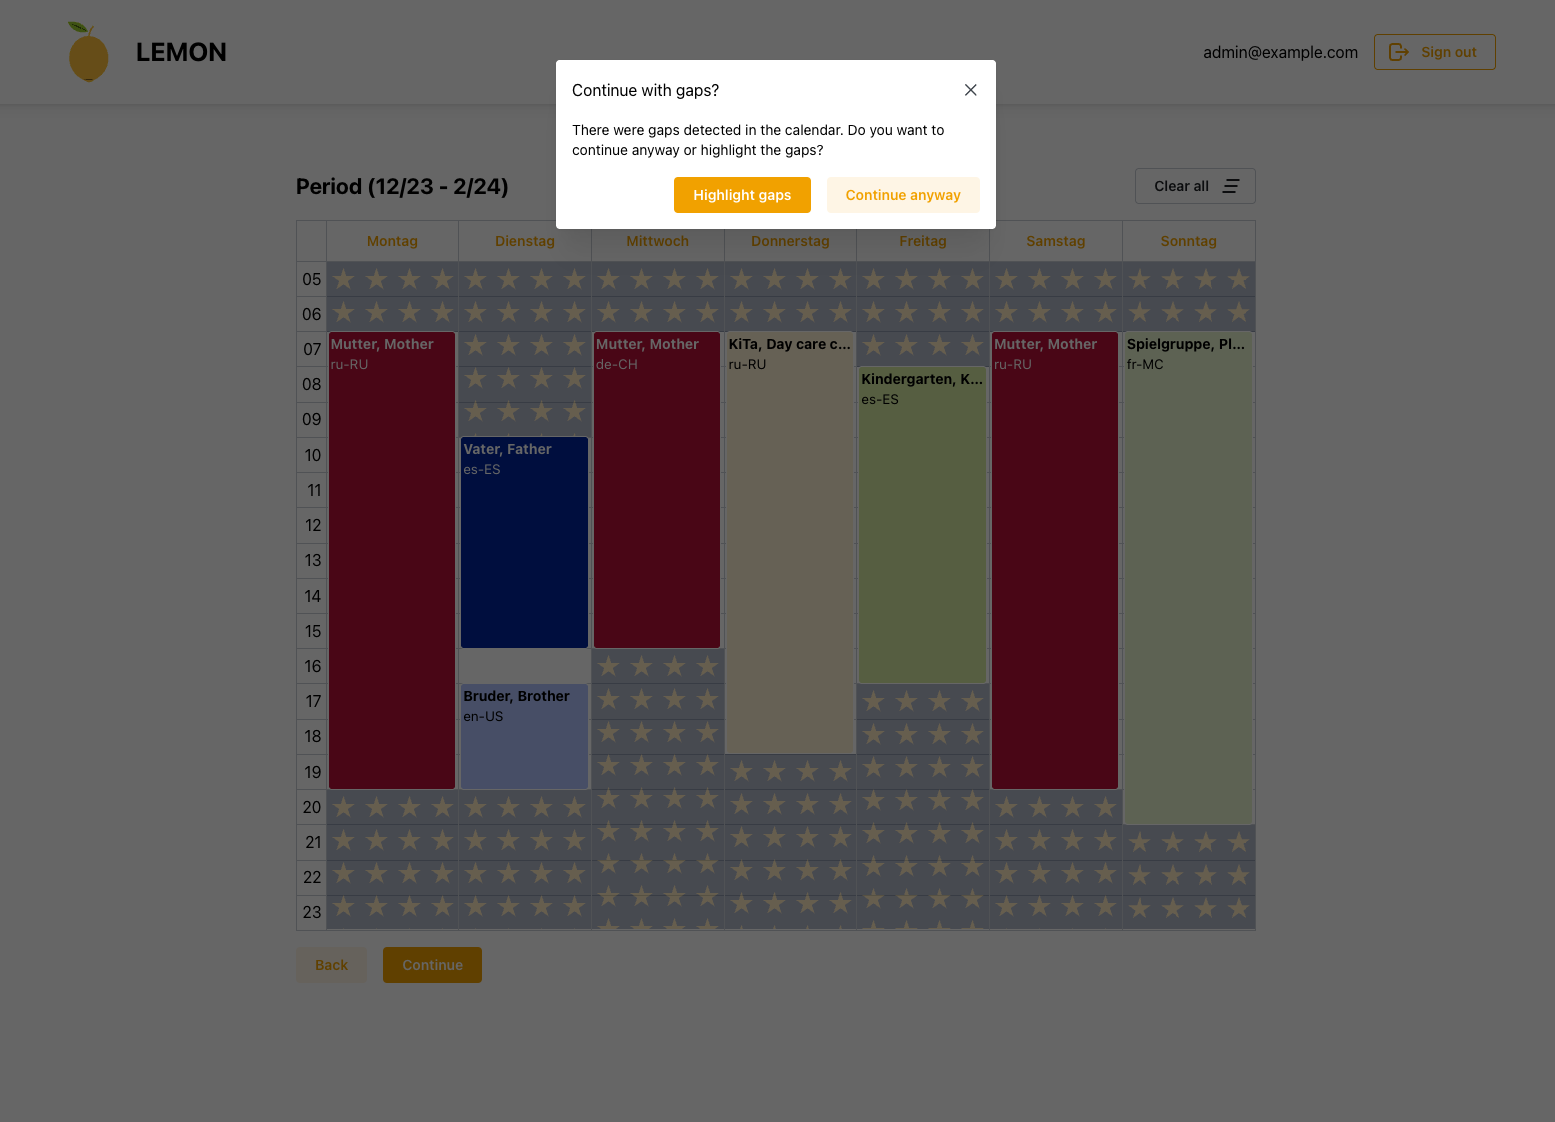 LEMON
admin@example.com
Sign out
Continue with gaps?
There were gaps detected in the calendar. Do you want to
continue anyway or highlight the gaps?
Highlight gaps
Continue anyway
Period (12/23 - 2/24)
Clear all
Montag
Dienstag
Mittwoch
Donnerstag
Freitag
Samstag
Sonntag
05
06
07
08
09
10
11
12
13
14
15
16
17
18
19
20
21
22
23
Mutter, Mother
ru-RU
Vater, Father
es-ES
Bruder, Brother
en-US
Mutter, Mother
de-CH
KiTa, Day care c...
ru-RU
Kindergarten, K...
es-ES
Mutter, Mother
ru-RU
Spielgruppe, Pl...
fr-MC
Back
Continue